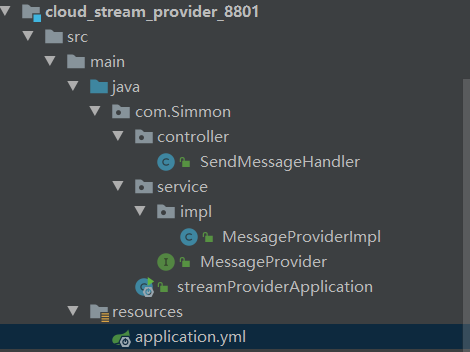 cloud_stream_provider_8801
src
main
java
com.Simmon
controller
SendMessageHandler
service
impl
MessageProviderImpl
MessageProvider
streamProviderApplication
resources
application.yml